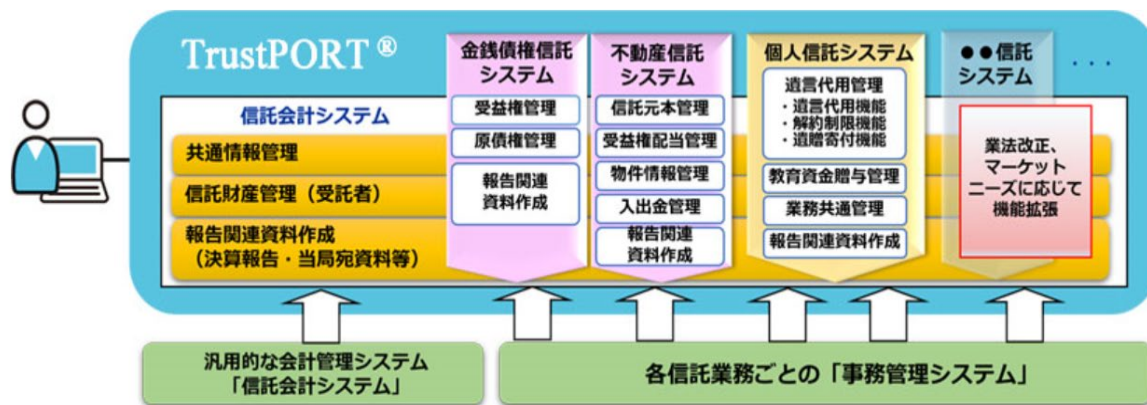 TrustPORT®
信託会計システム
共通情報管理
信託財産管理（受託者）
報告関連資料作成
（決算報告・当局宛資料等）
金銭債権信託
システム
受益権管理
原債権管理
報告関連
資料作成
不動産信託
システム
信託元本管理
受益権配当管理
物件情報管理
入出金管理
報告関連
資料作成
個人信託システム
遺言代用管理
・遺言代用機能
・解約制限機能
・遺贈寄付機能
教育資金贈与管理
業務共通管理
報告関連資料作成
●●信託
システム
業法改正、
マーケット
ニーズに応じて
機能拡張
・・・
汎用的な会計管理システム
「信託会計システム」
各信託業務ごとの「事務管理システム」